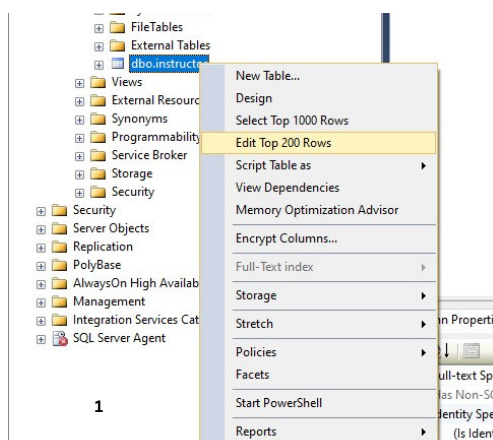 FileTables
External Tables
dbo.instructo
Views
External Resourc
Synonyms
Programmability
Service Broker
Storage
Security
Security
Server Objects
Replication
PolyBase
AlwaysOn High Availab
Management
Integration Services Cat
SQL Server Agent
1
New Table...
Design
Select Top 1000 Rows
Edit Top 200 Rows
Script Table as
View Dependencies
Memory Optimization Advisor
Encrypt Columns...
Full-Text index
Storage
Stretch
Policies
Facets
Start PowerShell
Reports
n Properti
ull-text Sp
Has Non-SQ
dentity Spe
(Is Ident